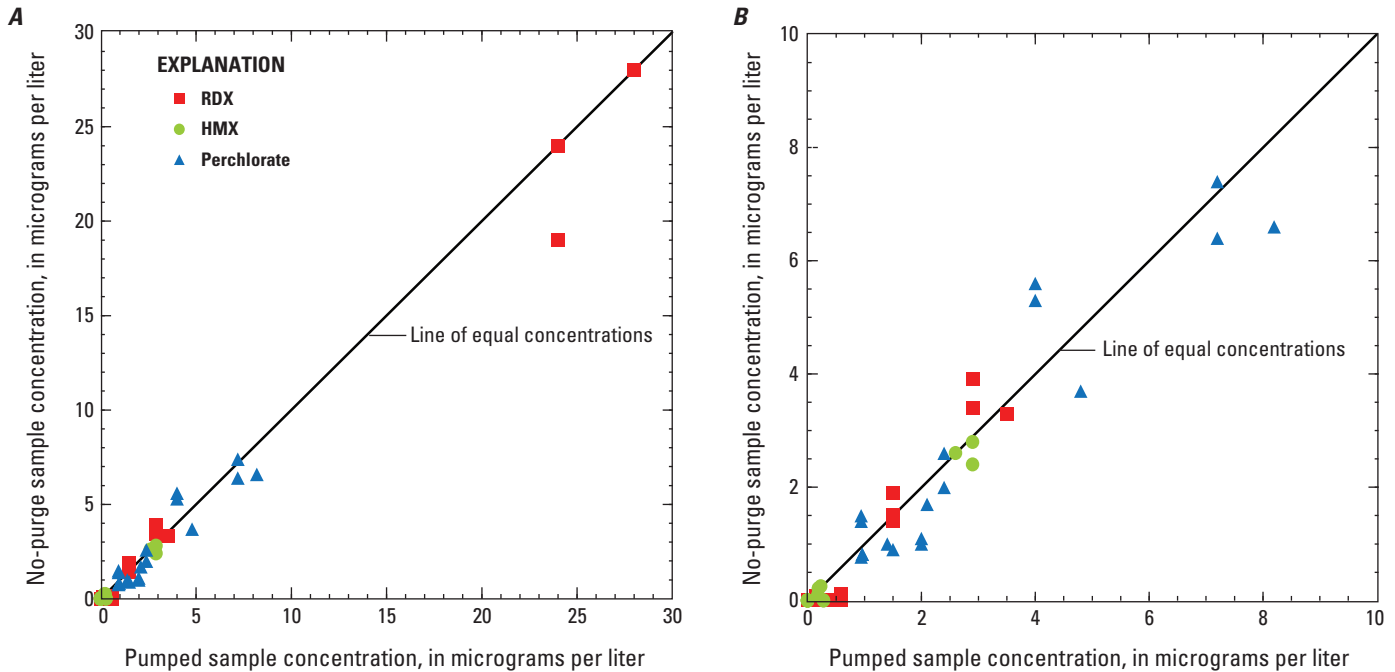 A
No-purge sample concentration, in micrograms per liter
30
25
20
15
10
5
0
EXPLANATION
RDX
HMX
Perchlorate
Line of equal concentrations
0 5 10 15 20 25 30
Pumped sample concentration, in micrograms per liter
B
No-purge sample concentration, in micrograms per liter
10
8
6
4
2
0
Line of equal concentrations
0 2 4 6 8 10
Pumped sample concentration, in micrograms per liter